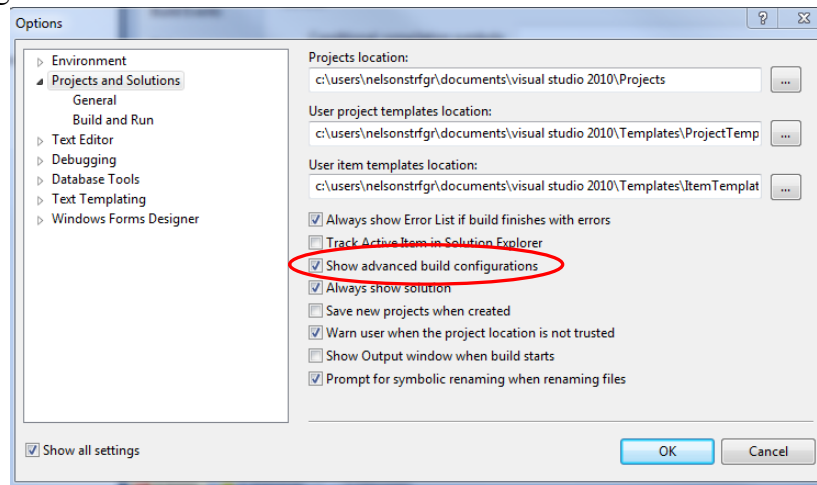 Options
Environment
Projects and Solutions
General
Build and Run
Text Editor
Debugging
Database Tools
Text Templating
Windows Forms Designer
Projects location:
c:\users\nelsonstrfgr\documents\visual studio 2010\Projects
...
User project templates location:
c:\users\nelsonstrfgr\documents\visual studio 2010\Templates\ProjectTemp
...
User item templates location:
c:\users\nelsonstrfgr\documents\visual studio 2010\Templates\ItemTemplat
...
Always show Error List if build finishes with errors
Track Active Item in Solution Explorer
Show advanced build configurations
Always show solution
Save new projects when created
Warn user when the project location is not trusted
Show Output window when build starts
Prompt for symbolic renaming when renaming files
Show all settings
OK
Cancel